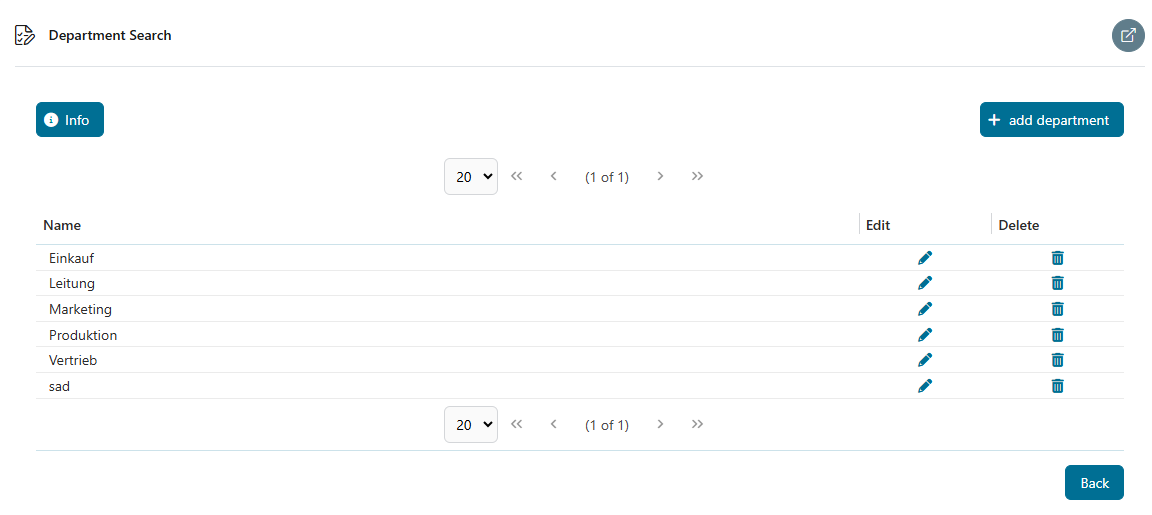 Department Search
Info
add department
20 (1 of 1)
Name Edit Delete
Einkauf
Leitung
Marketing
Produktion
Vertrieb
sad
20 (1 of 1)
Back